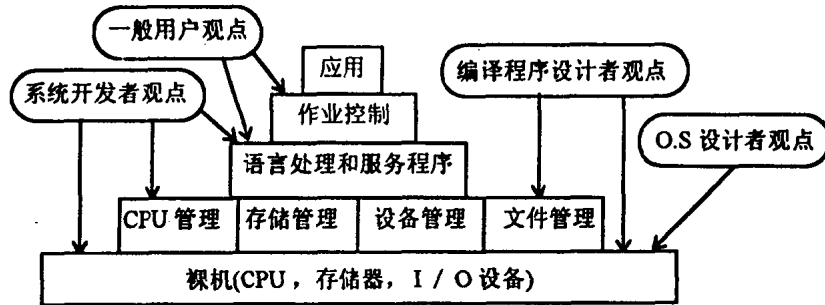 一般用户观点
应用
系统开发者观点
编译程序设计者观点
作业控制
O.S 设计者观点
语言处理和服务程序
CPU 管理
存储管理
设备管理
文件管理
裸机(CPU，存储器，I / O 设备)